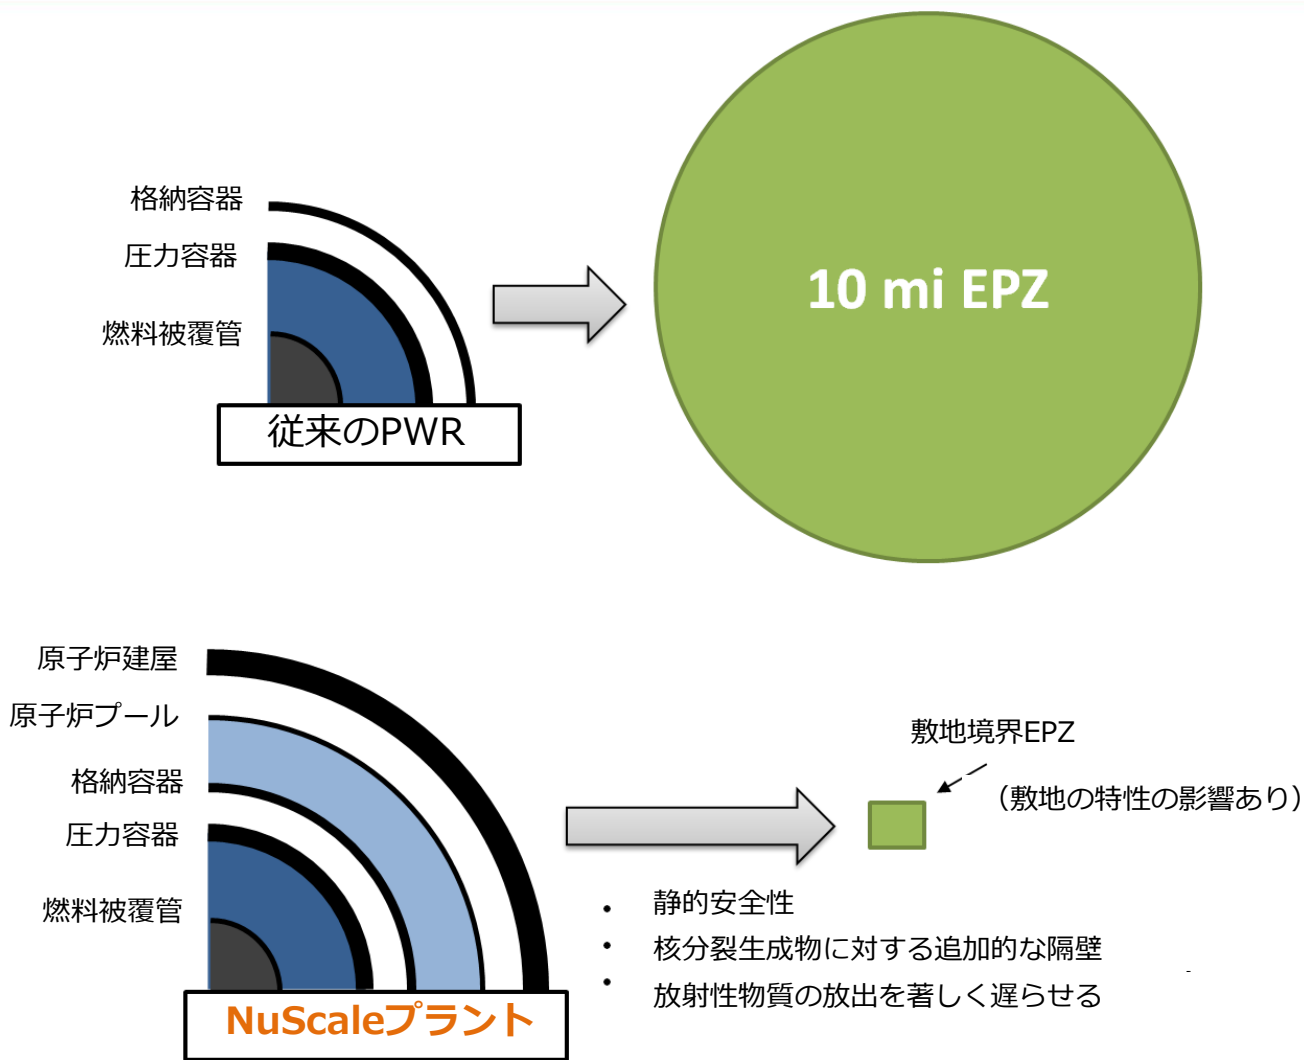 格納容器
圧力容器
燃料被覆管
従来のPWR
10 mi EPZ
原子炉建屋
原子炉プール
格納容器
圧力容器
燃料被覆管
NuScaleプラント
敷地境界EPZ
（敷地の特性の影響あり）
• 静的安全性
• 核分裂生成物に対する追加的な隔壁
• 放射性物質の放出を著しく遅らせる